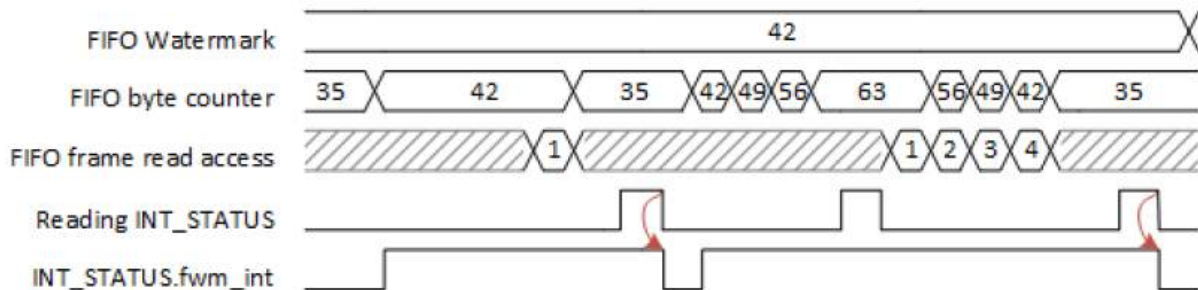 FIFO Watermark 42
FIFO byte counter 35 42 35 42 49 56 63 56 49 42 35
FIFO frame read access 1 1 2 3 4
Reading INT_STATUS
INT_STATUS.fwm_int